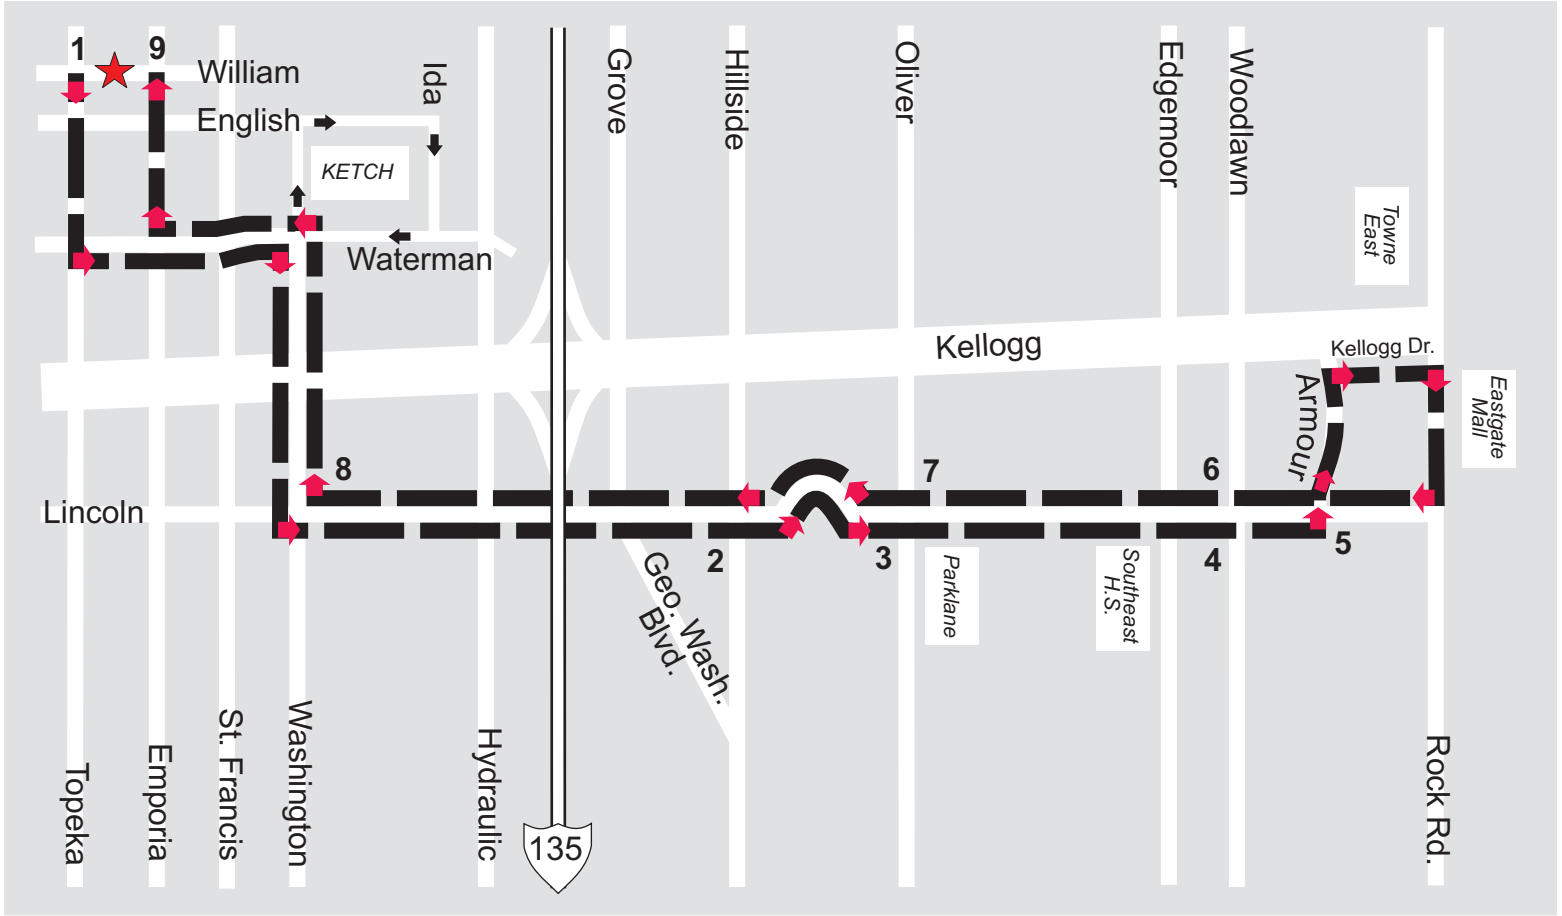 1
9
William
English
Ida
KETCH
Waterman
Grove
Hillside
Oliver
Edgemoor
Woodlawn
Towne
East
Kellogg
Kellogg Dr.
Armour
Eastgate
Mall
Lincoln
8
7
6
2
3
4
5
Geo. Wash.
Blvd.
Parklane
Southeast
H.S.
Topeka
Emporia
St. Francis
Washington
Hydraulic
135
Rock Rd.